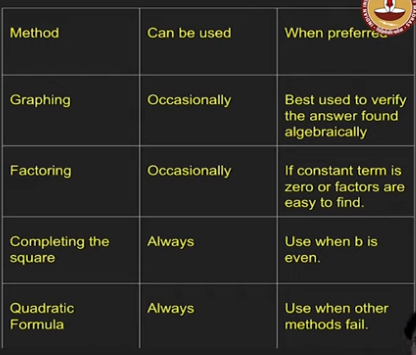 Method Can be used When preferred
Graphing Occasionally Best used to verify
the answer found
algebraically
Factoring Occasionally If constant term is
zero or factors are
easy to find.
Completing the Always Use when b is
square even.
Quadratic Always Use when other
Formula methods fail.